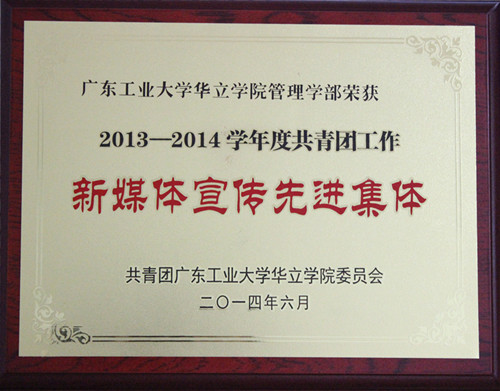 广东工业大学华立学院管理学部荣获
2013—2014学年度共青团工作
新媒体宣传先进集体
共青团广东工业大学华立学院委员会
二〇一四年六月